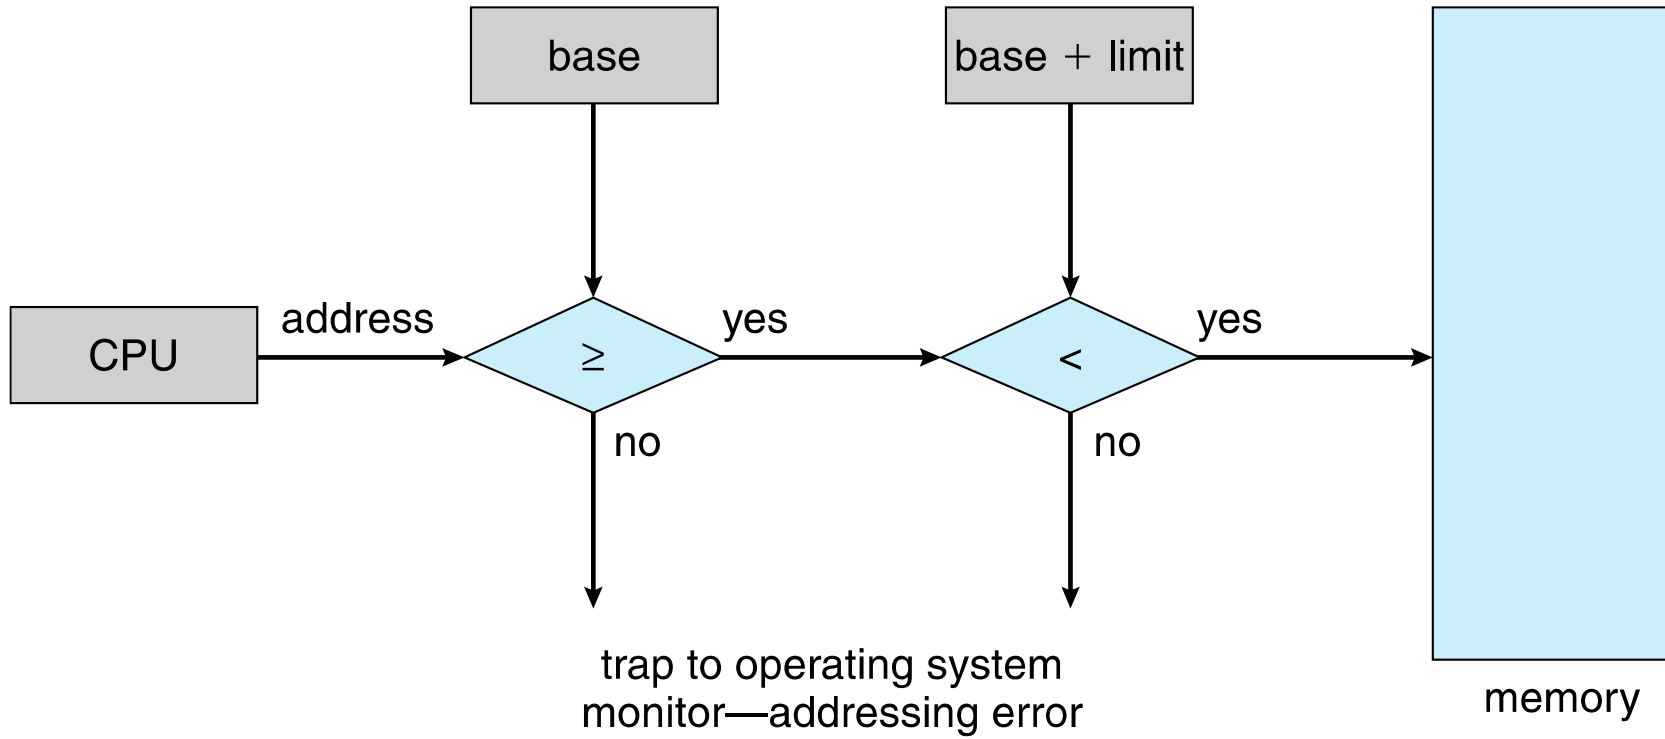 base
base + limit
address
yes
yes
CPU
≥
<
no
no
trap to operating system
monitor—addressing error
memory